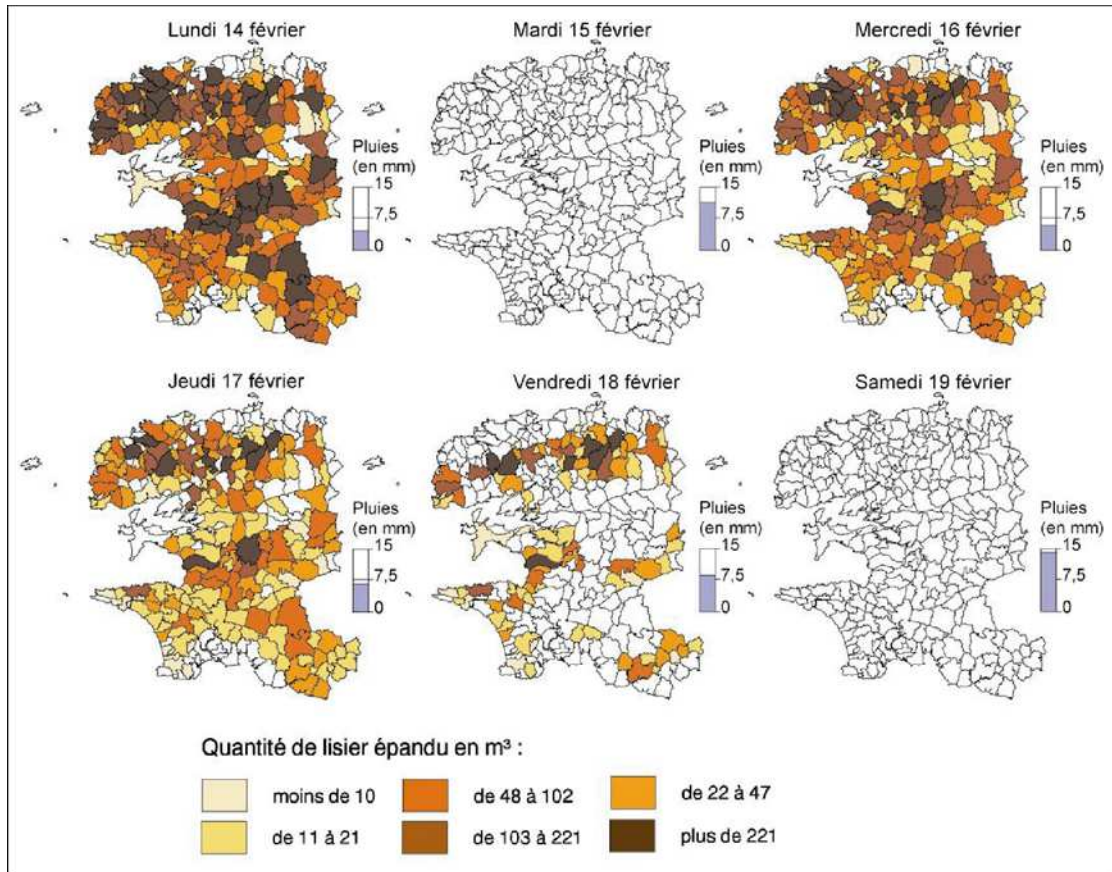 Lundi 14 février
Mardi 15 février
Mercredi 16 février
Pluies
(en mm)
15
7,5
0
Pluies
(en mm)
15
7,5
0
Pluies
(en mm)
15
7,5
0
Jeudi 17 février
Vendredi 18 février
Samedi 19 février
Pluies
(en mm)
15
7,5
0
Pluies
(en mm)
15
7,5
0
Pluies
(en mm)
15
7,5
0
Quantité de lisier épandu en m³ :
moins de 10
de 48 à 102
de 22 à 47
de 11 à 21
de 103 à 221
plus de 221